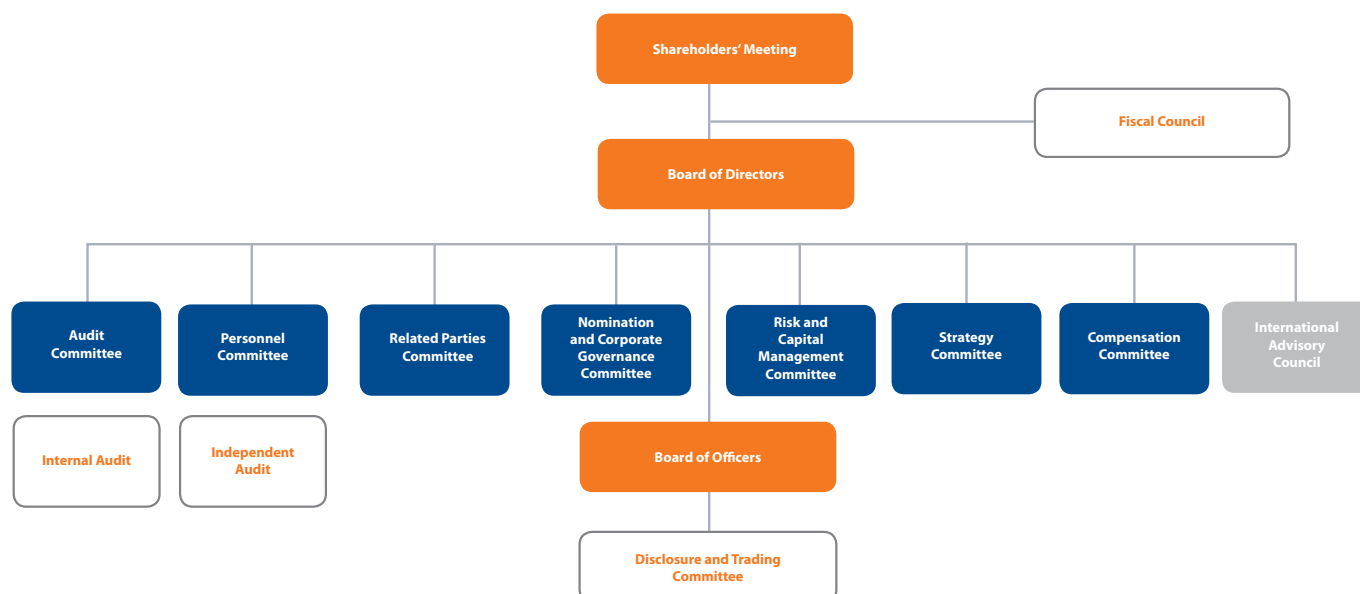 Shareholders’ Meeting
Fiscal Council
Board of Directors
Audit
Committee
Personnel
Committee
Related Parties
Committee
Nomination
and Corporate
Governance
Committee
Risk and
Capital
Management
Committee
Strategy
Committee
Compensation
Committee
International
Advisory
Council
Internal Audit
Independent
Audit
Board of Officers
Disclosure and Trading
Committee